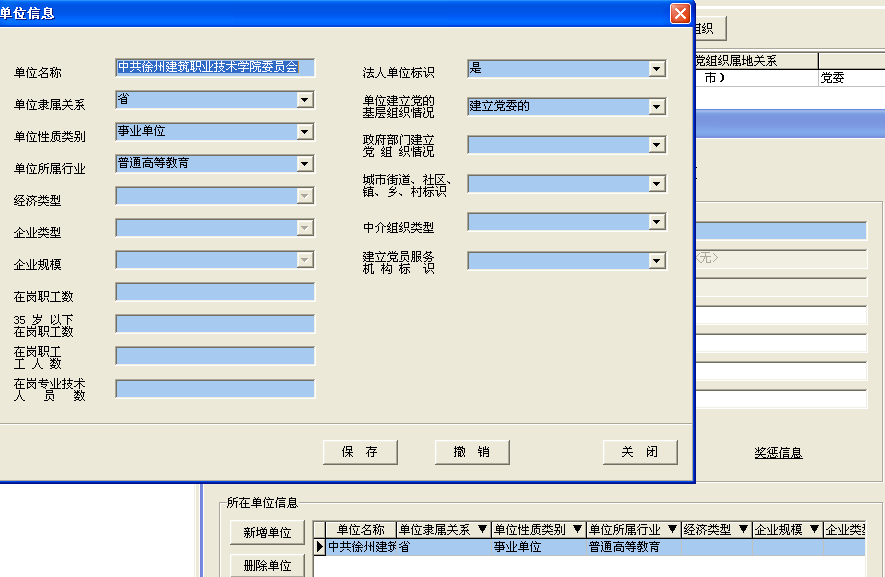 单位信息
单位名称
中共徐州建筑职业技术学院委员会
单位隶属关系
省
单位性质类别
事业单位
单位所属行业
普通高等教育
经济类型
企业类型
企业规模
在岗职工数
35 岁 以下
在岗职工数
在岗职工
工 人 数
在岗专业技术
人 员 数
法人单位标识
是
单位建立党的
基层组织情况
建立党委的
政府部门建立
党 组 织情况
城市街道、社区、
镇、乡、村标识
中介组织类型
建立党员服务
机 构 标 识
保 存
撤 销
关 闭
组织
党组织属地关系
市）
党委
<无>
奖惩信息
所在单位信息
新增单位
删除单位
单位名称 单位隶属关系 单位性质类别 单位所属行业 经济类型 企业规模 企业类
中共徐州建 省 事业单位 普通高等教育